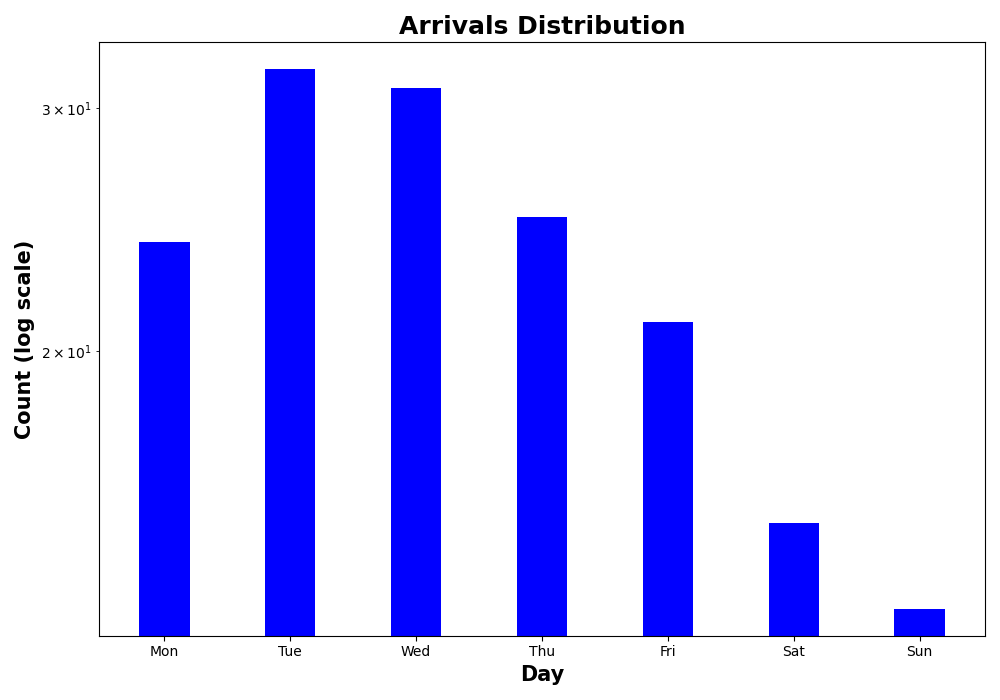 Arrivals Distribution
Count (log scale)
3 × 10¹
2 × 10¹
Mon Tue Wed Thu Fri Sat Sun
Day